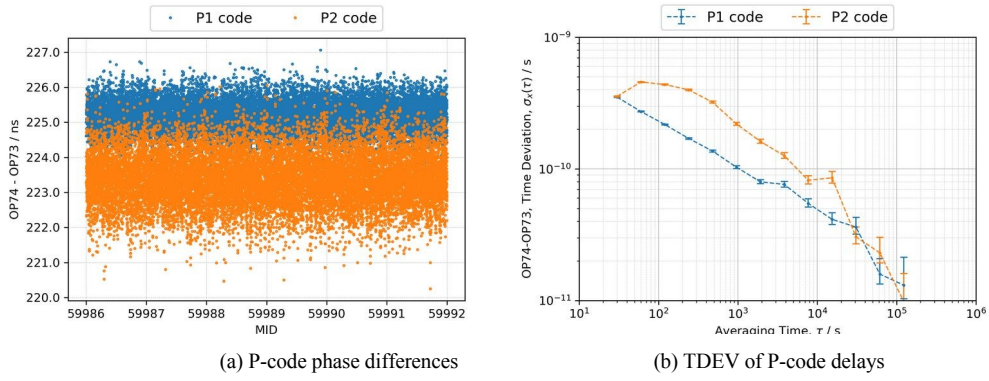 P1 code
P2 code
227.0
226.0
225.0
224.0
223.0
222.0
221.0
220.0
OP74 - OP73 / ns
59986
59987
59988
59989
59990
59991
59992
MJD
(a) P-code phase differences
P1 code
P2 code
10⁻⁹
10⁻¹⁰
10⁻¹¹
OP74-OP73, Time Deviation, σₓ(τ) / s
10¹
10²
10³
10⁴
10⁵
10⁶
Averaging Time, τ / s
(b) TDEV of P-code delays